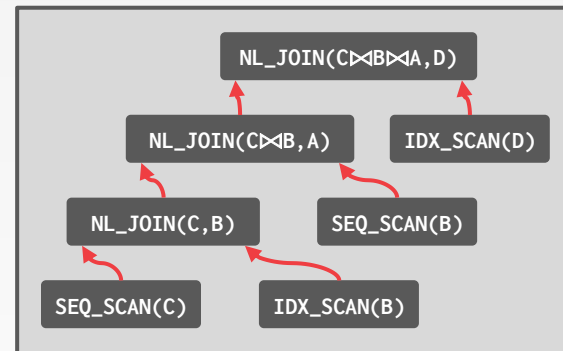 NL_JOIN(C⨝B⨝A,D)
NL_JOIN(C⨝B,A)
IDX_SCAN(D)
NL_JOIN(C,B)
SEQ_SCAN(B)
SEQ_SCAN(C)
IDX_SCAN(B)